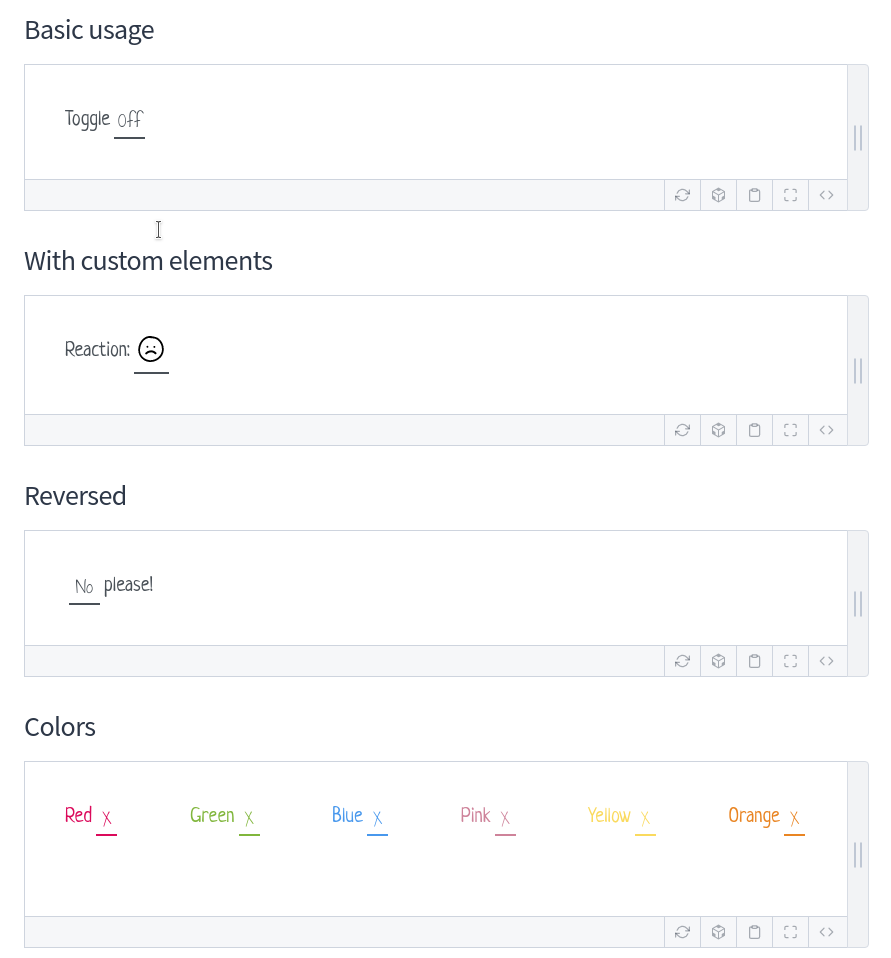 Basic usage
Toggle Off
With custom elements
Reaction:
Reversed
No please!
Colors
Red X Green X Blue X Pink X Yellow X Orange X